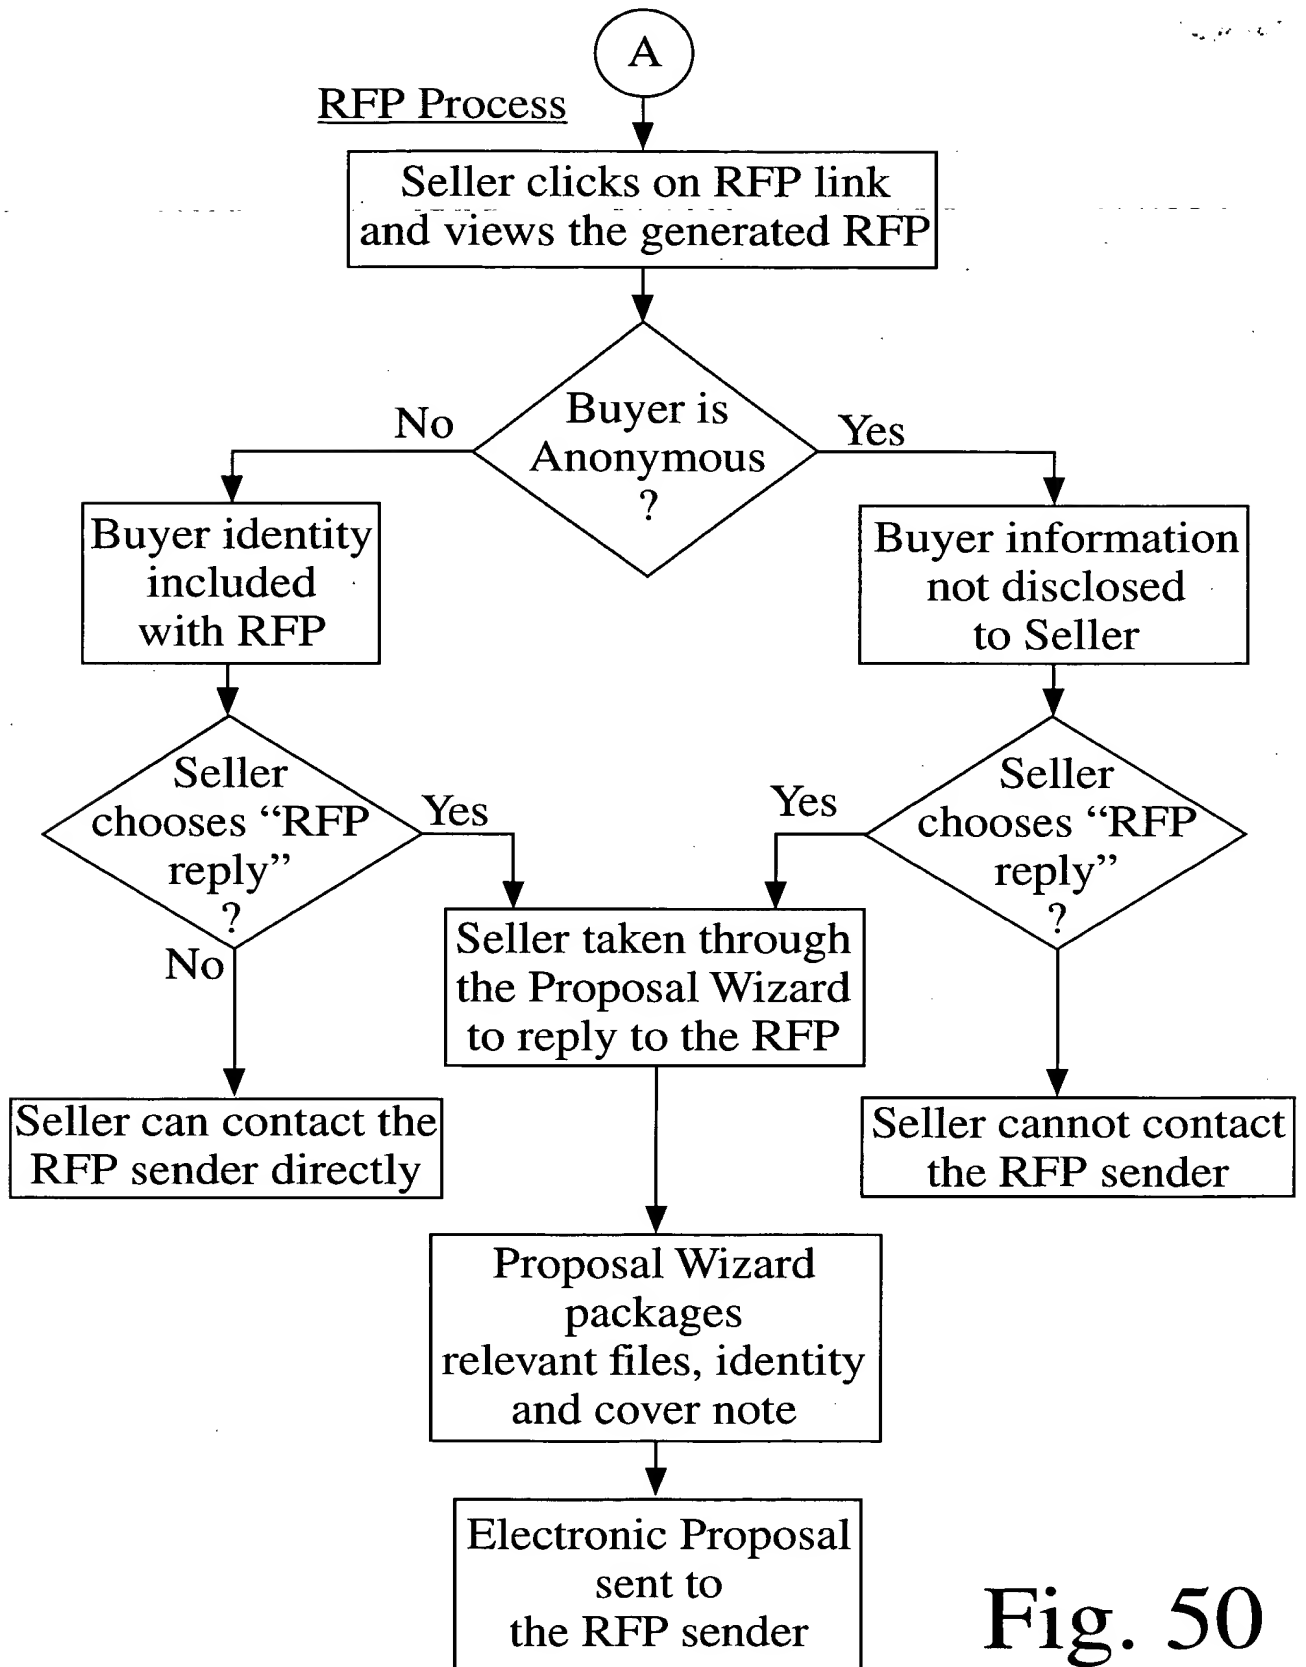 A
RFP Process
Seller clicks on RFP link
and views the generated RFP
Buyer is
Anonymous
?
No
Yes
Buyer identity
included
with RFP
Buyer information
not disclosed
to Seller
Seller
chooses “RFP
reply”
?
Yes
No
Yes
Seller
chooses “RFP
reply”
?
Seller taken through
the Proposal Wizard
to reply to the RFP
Seller can contact the
RFP sender directly
Seller cannot contact
the RFP sender
Proposal Wizard
packages
relevant files, identity
and cover note
Electronic Proposal
sent to
the RFP sender
Fig. 50